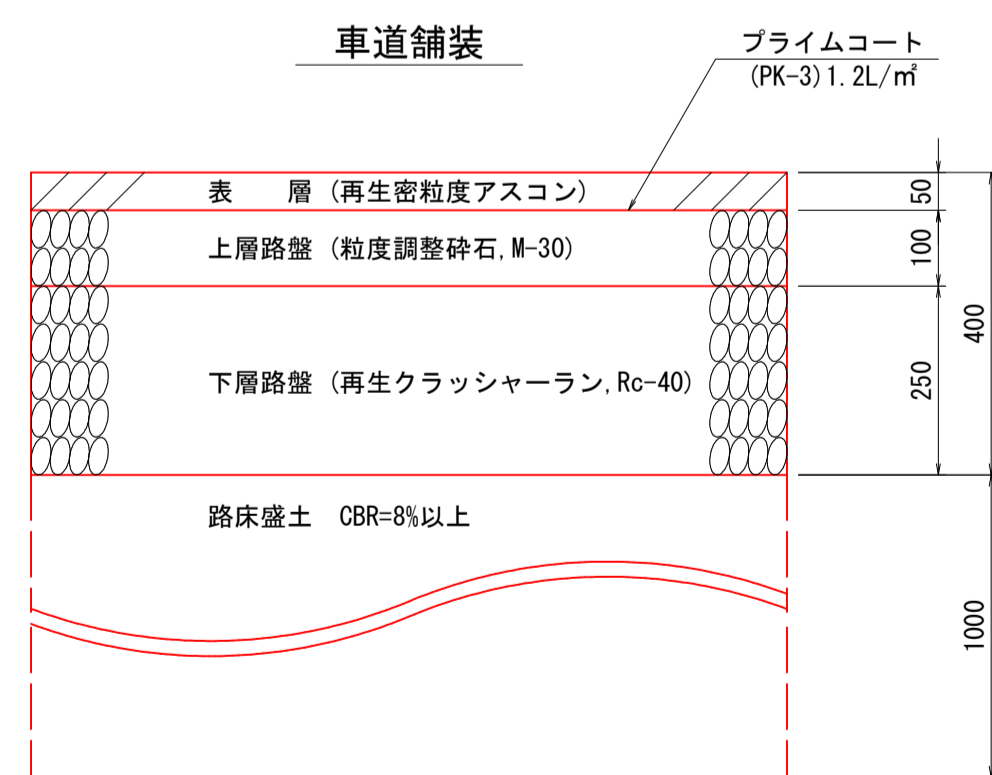 車道舗装
プライムコート
(PK-3)1.2L/㎡
表　　層 (再生密粒度アスコン)
50
上層路盤 (粒度調整砕石,M-30)
100
400
下層路盤 (再生クラッシャーラン,Rc-40)
250
路床盛土　CBR=8%以上
1000